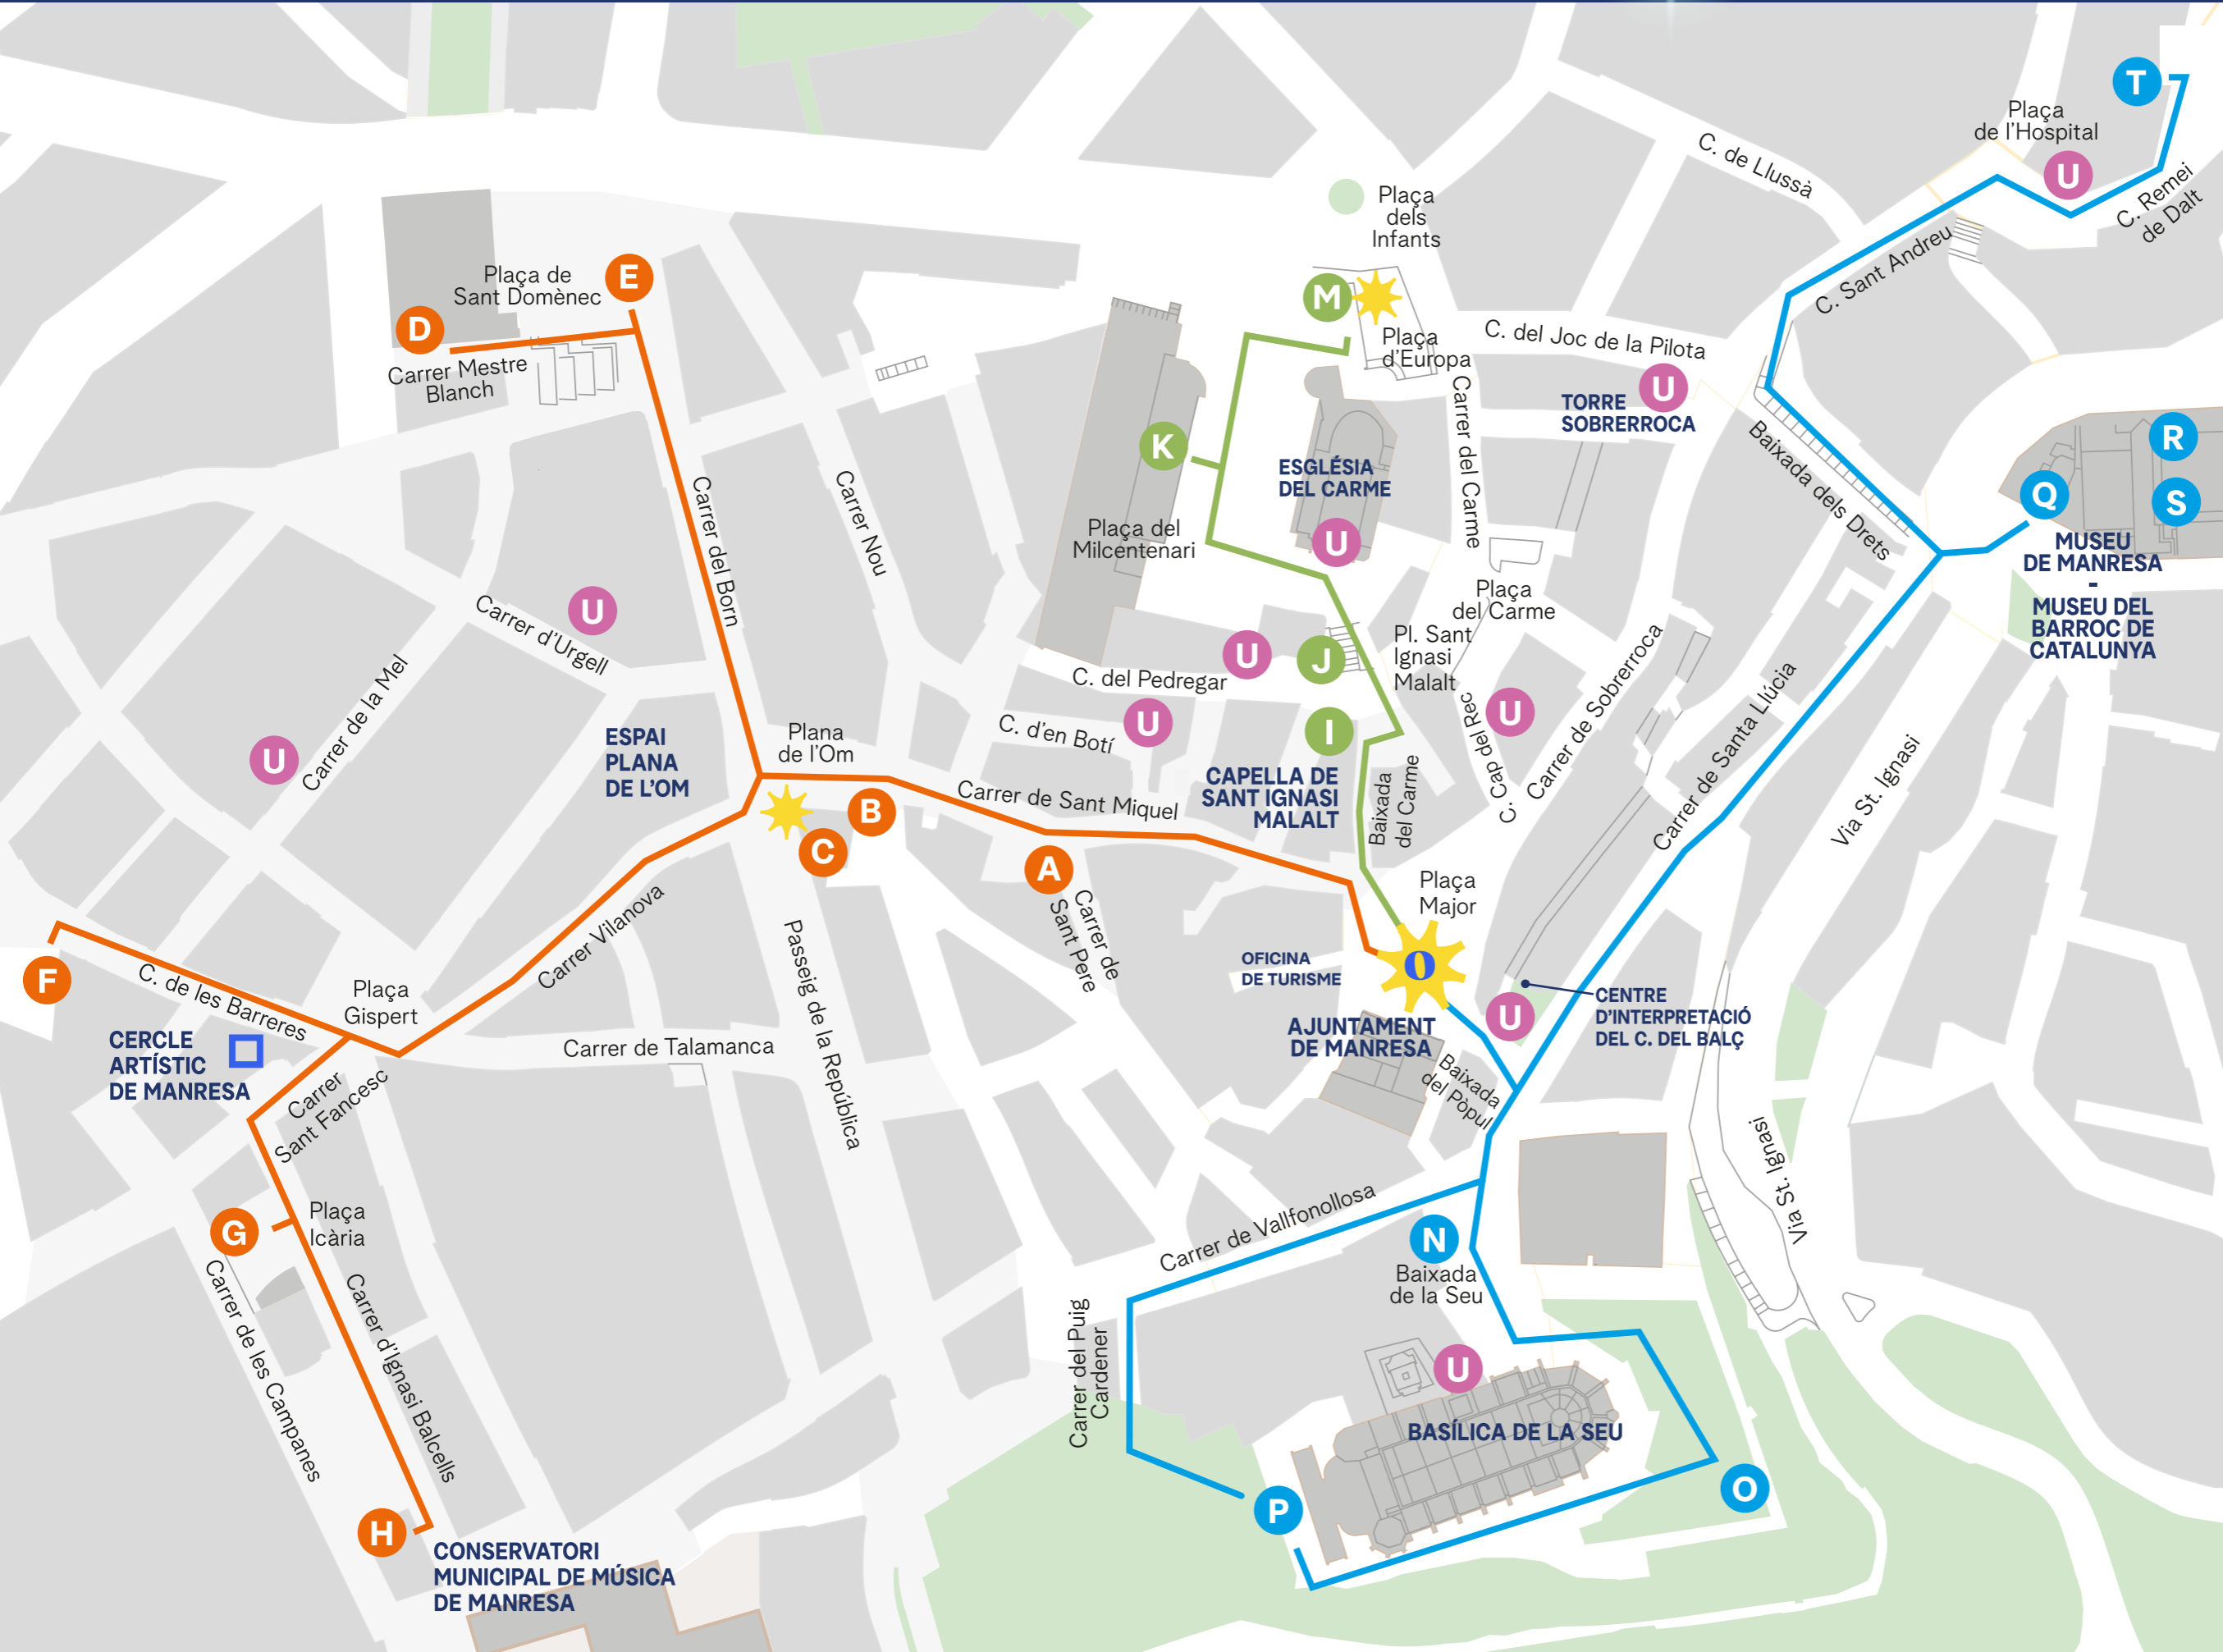 T
Plaça
de l'Hospital
U
C. Remei
de Dalt
C. de Llussà
C. Sant Andreu
Plaça
dels
Infants
M
Plaça
d'Europa
C. del Joc de la Pilota
U
TORRE
SOBRERROCA
Carrer del Carme
E
Plaça de
Sant Domènec
D
Carrer Mestre
Blanch
K
ESGLÉSIA
DEL CARME
U
Plaça del
Milcentenari
Baixada dels Drets
R
Q
S
MUSEU
DE MANRESA
-
MUSEU DEL
BARROC DE
CATALUNYA
Carrer del Born
Carrer Nou
U
Carrer d'Urgell
Carrer de la Mel
U
Plaça
del Carme
Pl. Sant
Ignasi
Malalt
U
J
C. del Pedregar
U
C. d'en Botí
I
U
C. Cap del Rec
Carrer de Sobrerroca
Carrer de Santa Llúcia
Via St. Ignasi
ESPAI
PLANA
DE L'OM
Plana
de l'Om
B
C
Carrer de Sant Miquel
CAPELLA DE
SANT IGNASI
MALALT
Baixada
del Carme
A
Carrer de
Sant Pere
Plaça
Major
O
OFICINA
DE TURISME
AJUNTAMENT
DE MANRESA
U
CENTRE
D'INTERPRETACIÓ
DEL C. DEL BALÇ
Baixada
del Pòpul
Carrer Vilanova
Passeig de la República
F
C. de les Barreres
Plaça
Gispert
CERCLE
ARTÍSTIC
DE MANRESA
Carrer
Sant Fancesc
Carrer de Talamanca
Via St. Ignasi
G
Plaça
Icària
Carrer de les Campanes
Carrer d'Ignasi Balcells
H
CONSERVATORI
MUNICIPAL DE MÚSICA
DE MANRESA
Carrer de Vallfonollosa
N
Baixada
de la Seu
Carrer del Puig
Cardener
U
BASÍLICA DE LA SEU
P
O